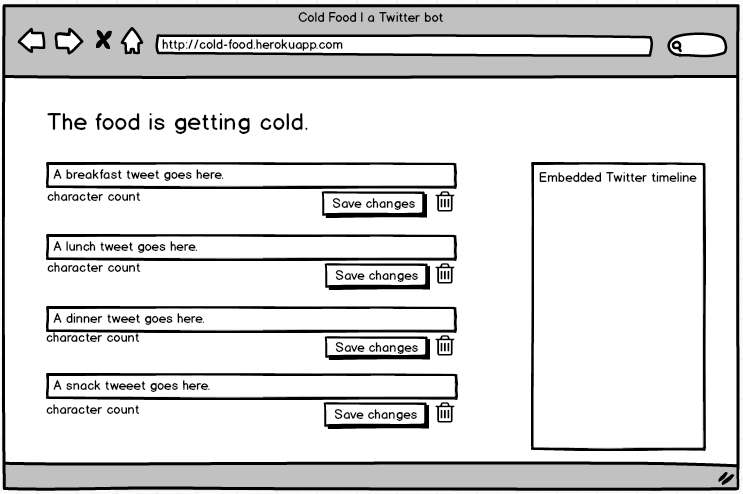 Cold Food | a Twitter bot
http://cold-food.herokuapp.com
The food is getting cold.
A breakfast tweet goes here.
character count
Save changes
A lunch tweet goes here.
character count
Save changes
A dinner tweet goes here.
character count
Save changes
A snack tweeet goes here.
character count
Save changes
Embedded Twitter timeline